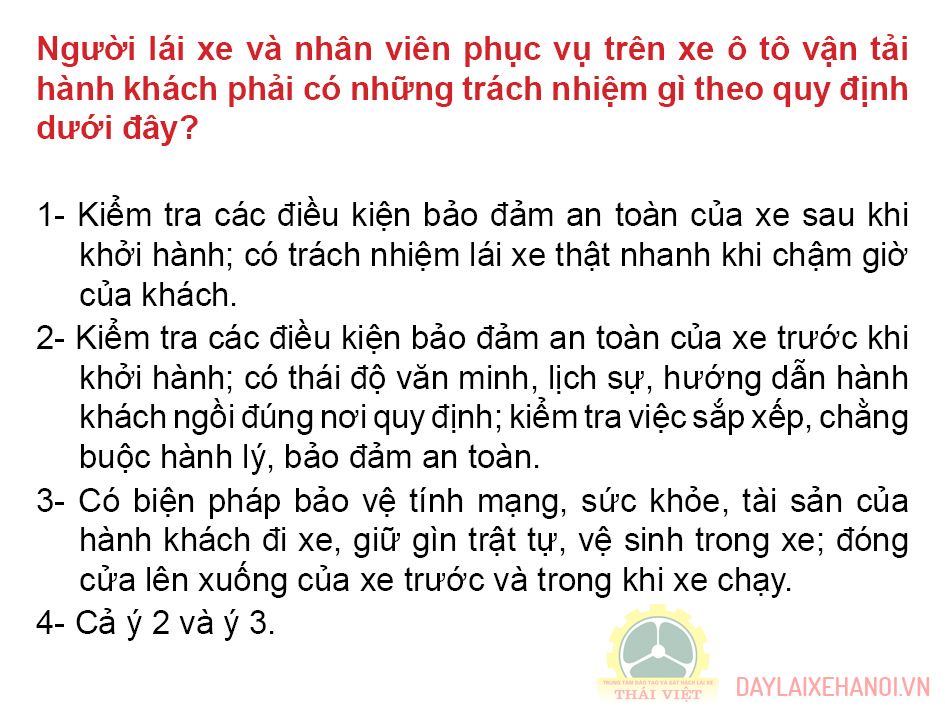 Người lái xe và nhân viên phục vụ trên xe ô tô vận tải
hành khách phải có những trách nhiệm gì theo quy định
dưới đây?
1- Kiểm tra các điều kiện bảo đảm an toàn của xe sau khi
khởi hành; có trách nhiệm lái xe thật nhanh khi chậm giờ
của khách.
2- Kiểm tra các điều kiện bảo đảm an toàn của xe trước khi
khởi hành; có thái độ văn minh, lịch sự, hướng dẫn hành
khách ngồi đúng nơi quy định; kiểm tra việc sắp xếp, chằng
buộc hành lý, bảo đảm an toàn.
3- Có biện pháp bảo vệ tính mạng, sức khỏe, tài sản của
hành khách đi xe, giữ gìn trật tự, vệ sinh trong xe; đóng
cửa lên xuống của xe trước và trong khi xe chạy.
4- Cả ý 2 và ý 3.
TRUNG TÂM ĐÀO TẠO VÀ SÁT HẠCH LÁI XE
THÁI VIỆT
DAYLAIXEHANOI.VN